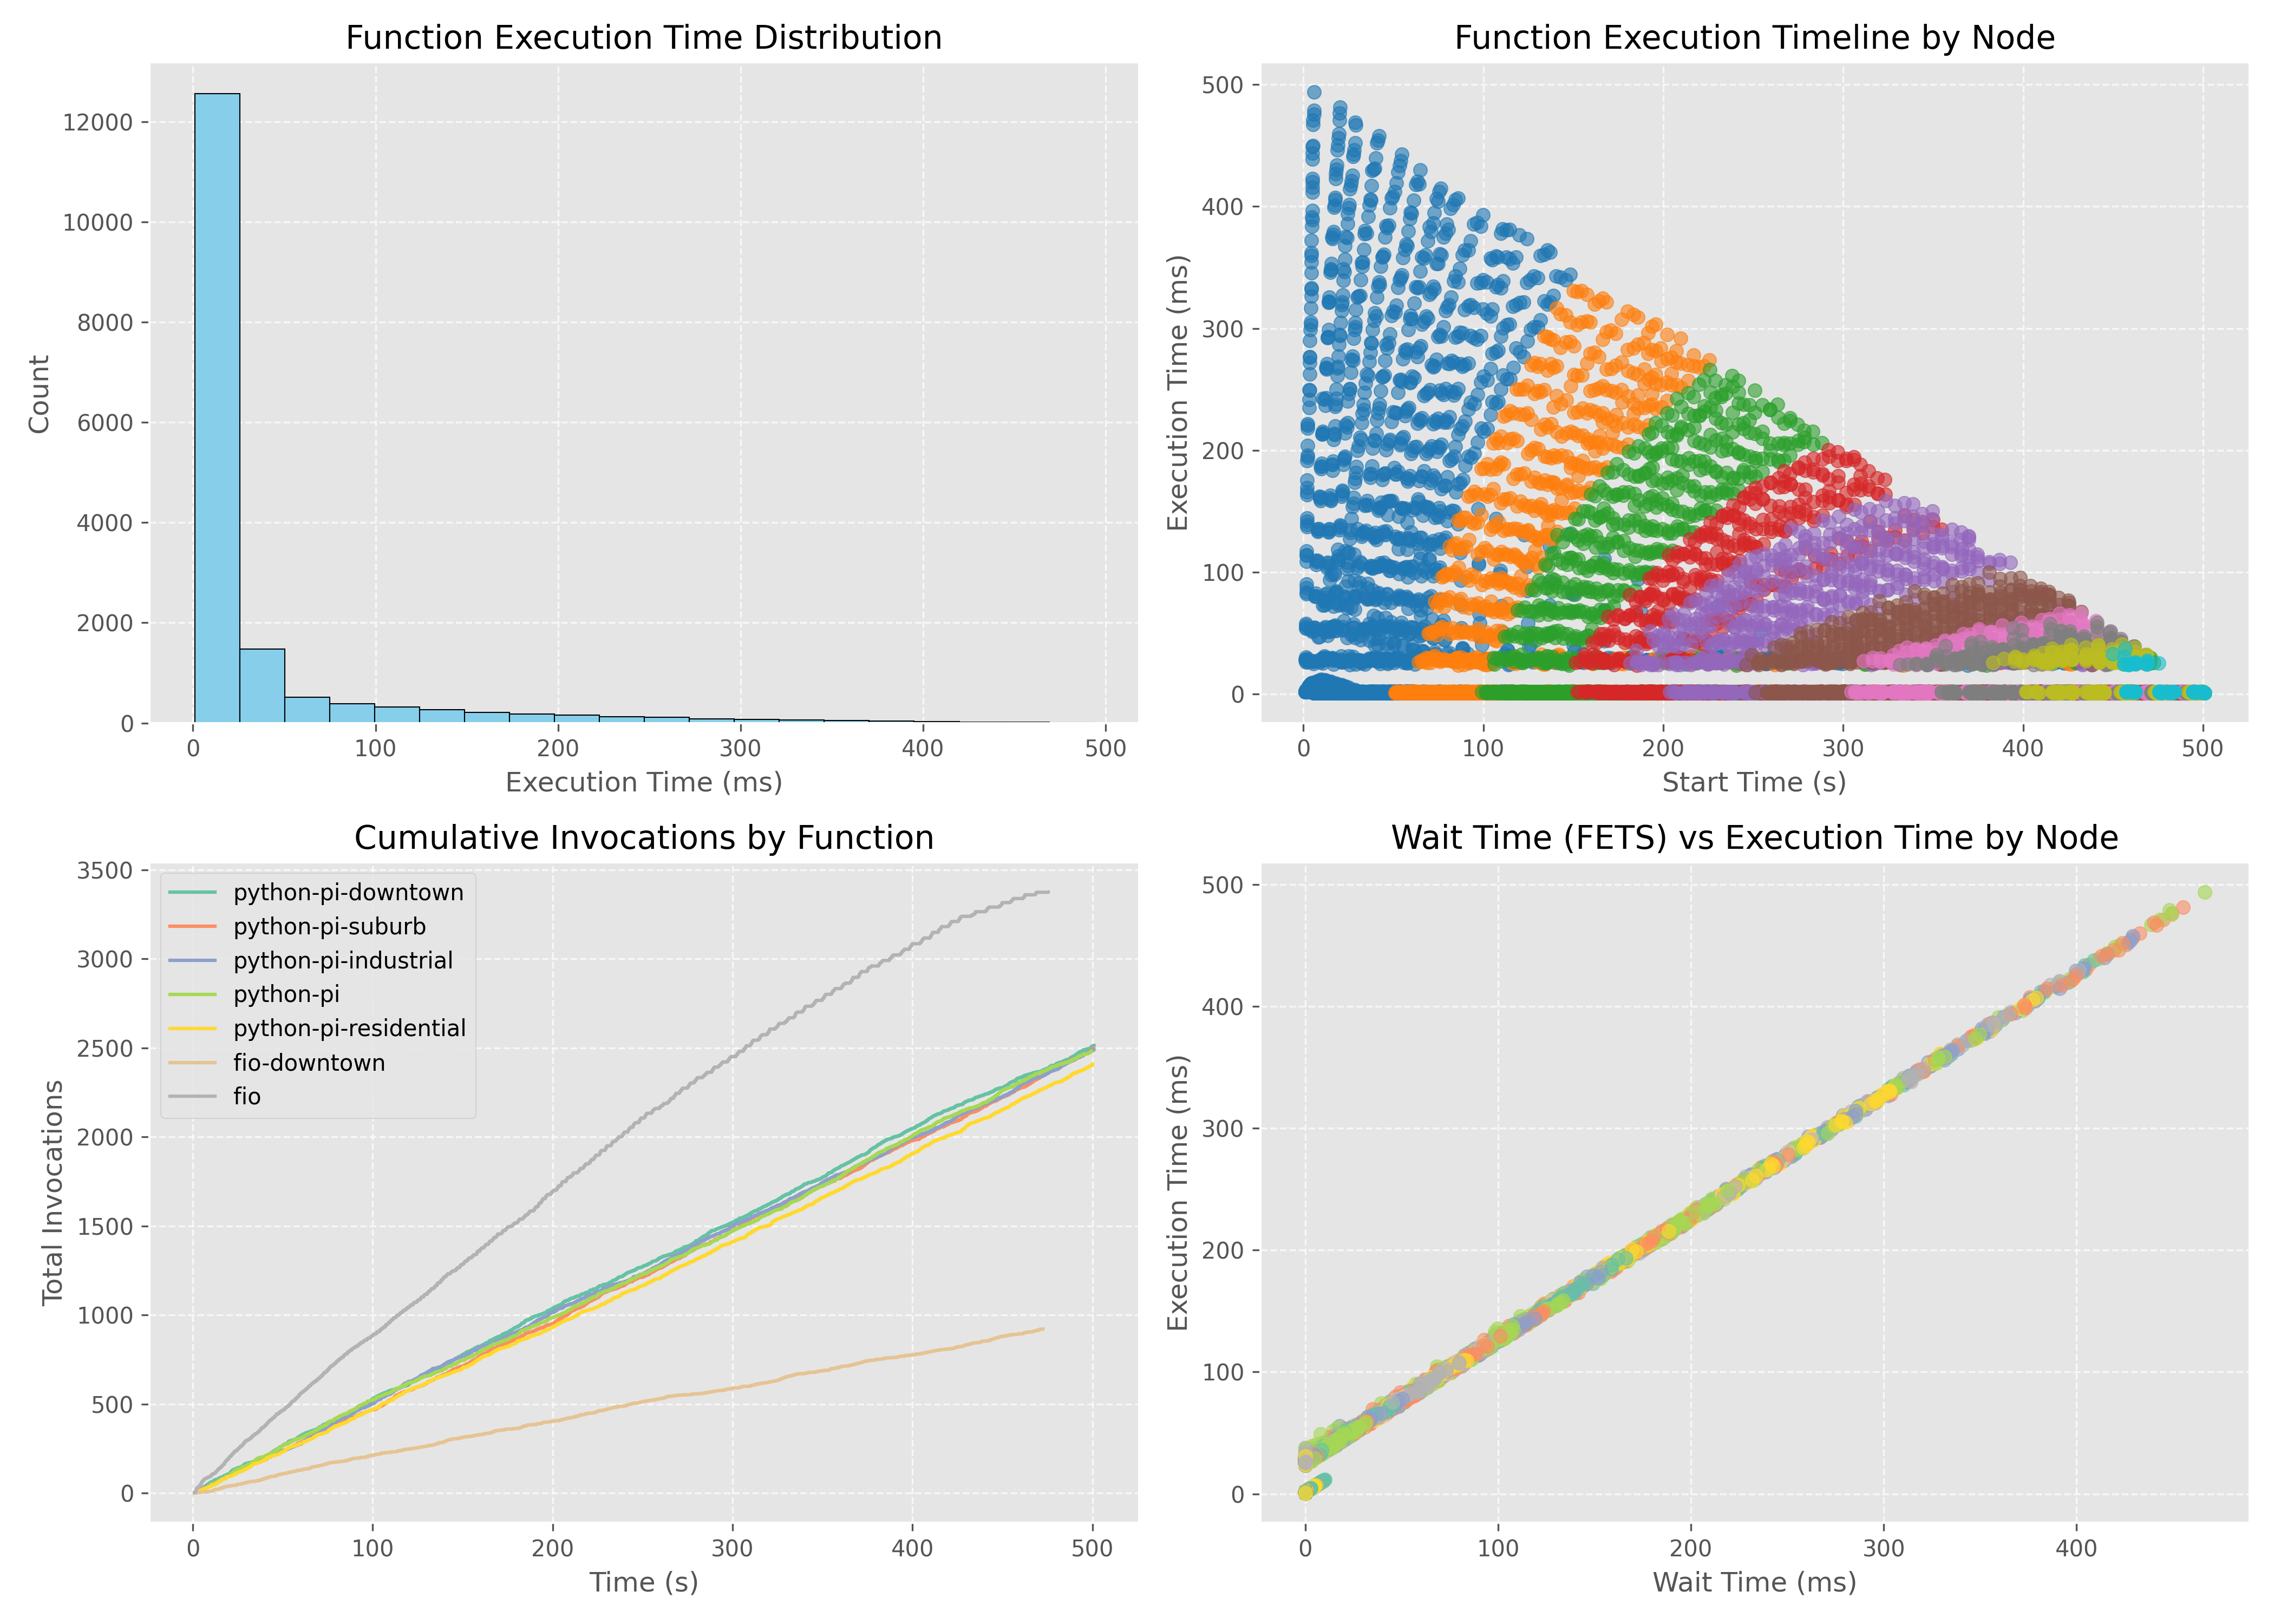 Function Execution Time Distribution
12000
10000
8000
6000
4000
2000
0
Count
0 100 200 300 400 500
Execution Time (ms)
Function Execution Timeline by Node
500
400
300
200
100
0
Execution Time (ms)
0 100 200 300 400 500
Start Time (s)
Cumulative Invocations by Function
3500
3000
2500
2000
1500
1000
500
0
Total Invocations
python-pi-downtown
python-pi-suburb
python-pi-industrial
python-pi
python-pi-residential
fio-downtown
fio
0 100 200 300 400 500
Time (s)
Wait Time (FETS) vs Execution Time by Node
500
400
300
200
100
0
Execution Time (ms)
0 100 200 300 400
Wait Time (ms)